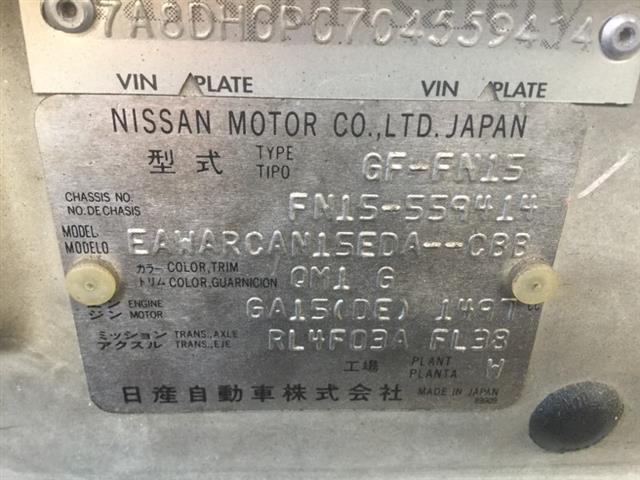 7A8DH0P0704559414
VIN PLATE VIN PLATE
NISSAN MOTOR CO.,LTD. JAPAN
型式 TYPE TIPO GF-FN15
CHASSIS NO. NO.DE CHASIS FN15-559414
MODEL MODELO EAWARCAN15EDA--CBB
カラー COLOR,TRIM トリム COLOR,GUARNICION QM1 G
ジン ENGINE MOTOR GA15(DE) 1497 cc
ミッション TRANS.,AXLE アクスル TRANS.,EJE RL4F03A FL38
工場 PLANT PLANTA W
日産自動車株式会社 MADE IN JAPAN